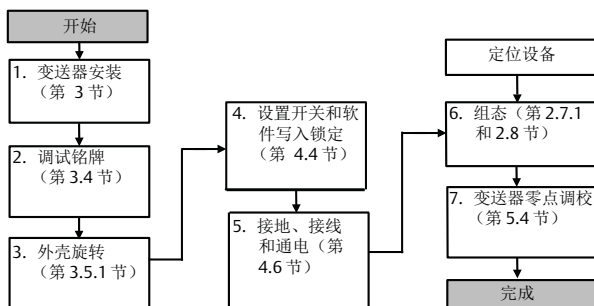 开始
1. 变送器安装
（第 3 节）
2. 调试铭牌
（第 3.4 节）
3. 外壳旋转
（第 3.5.1 节）
4. 设置开关和软
件写入锁定
（第 4.4 节）
5. 接地、接线
和通电（第
4.6 节）
定位设备
6. 组态（第 2.7.1
和 2.8 节）
7. 变送器零点调校
（第 5.4 节）
完成